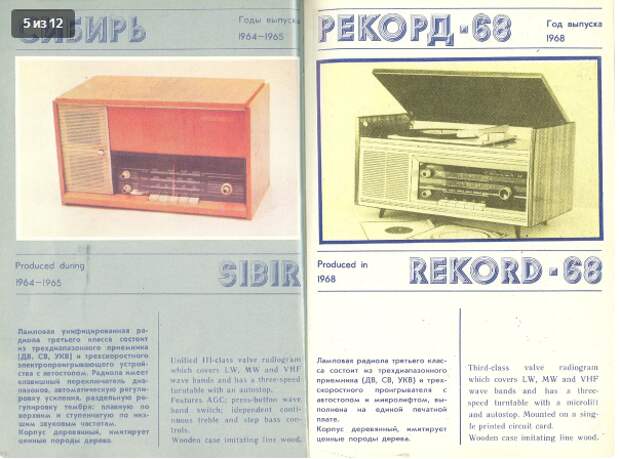 5 из 12
СИБИРЬ
Годы выпуска
1964—1965
Produced during
1964—1965
SIBIR
Ламповая унифицированная ра-
диола третьего класса состоит
из трехдиапазонного приемника
(ДВ, СВ, УКВ) и трехскоростного
электропроигрывающего устрой-
ства с автостопом. Радиола имеет
клавишный переключатель диа-
пазонов, автоматическую регули-
ровку усиления, раздельную ре-
гулировку тембра: плавную по
верхним и ступенчатую по низ-
шим звуковым частотам.
Корпус деревянный, имитирует
ценные породы дерева.
Unified III-class valve radiogram
which covers LW, MW and VHF
wave bands and has a three-speed
turntable with an autostop.
Features AGC; press-button wave
band switch; independent conti-
nuous treble and step bass con-
trols.
Wooden case imitating line wood.
РЕКОРД-68
Год выпуска
1968
Produced in
1968
REKORD-68
Ламповая радиола третьего клас-
са состоит из трехдиапазонного
приемника (ДВ, СВ, УКВ) и трех-
скоростного проигрывателя с
автостопом и микролифтом, вы-
полнена на единой печатной
плате.
Корпус деревянный, имитирует
ценные породы дерева.
Third-class valve radiogram
which covers LW, MW and VHF
wave bands and has a three-
speed turntable with a microlift
and autostop. Mounted on a sing-
le printed circuit card.
Wooden case imitating line wood.